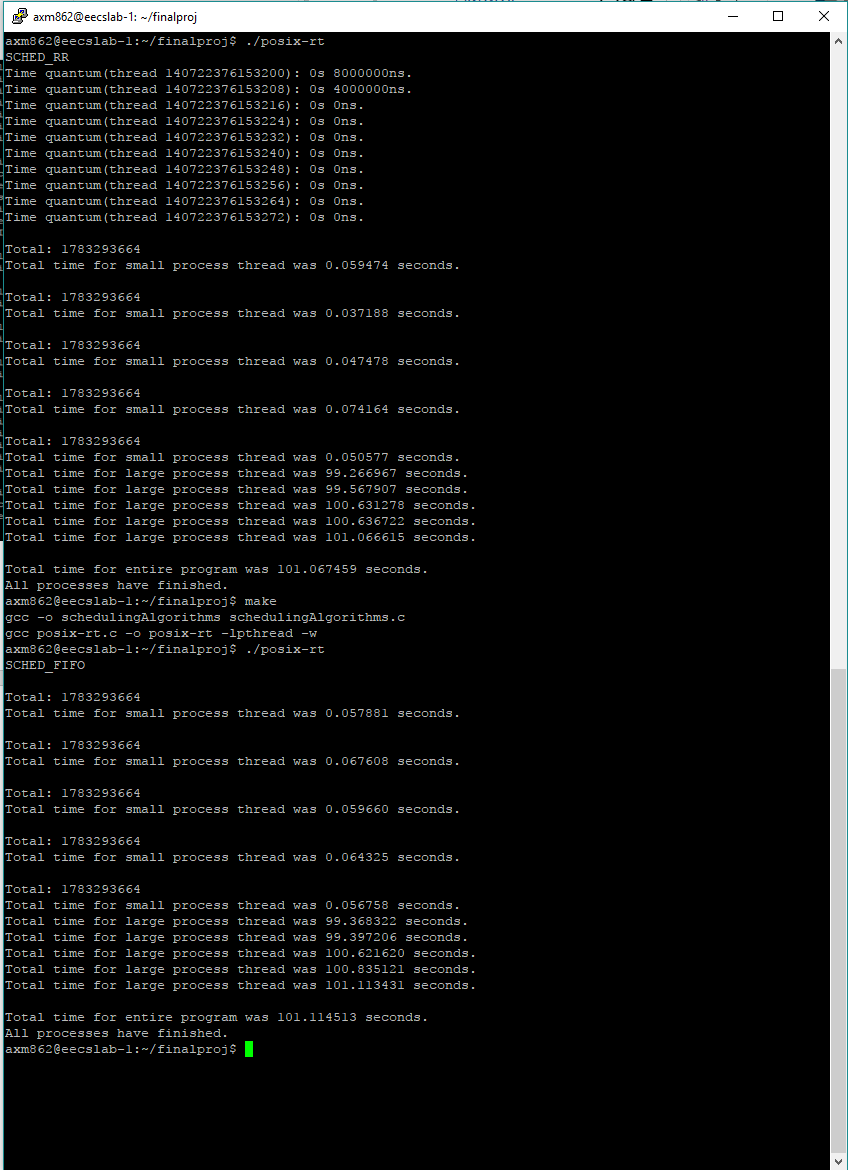 axm862@eecslab-1: ~/finalproj
axm862@eecslab-1:~/finalproj$ ./posix-rt
SCHED_RR
Time quantum(thread 140722376153200): 0s 8000000ns.
Time quantum(thread 140722376153208): 0s 4000000ns.
Time quantum(thread 140722376153216): 0s 0ns.
Time quantum(thread 140722376153224): 0s 0ns.
Time quantum(thread 140722376153232): 0s 0ns.
Time quantum(thread 140722376153240): 0s 0ns.
Time quantum(thread 140722376153248): 0s 0ns.
Time quantum(thread 140722376153256): 0s 0ns.
Time quantum(thread 140722376153264): 0s 0ns.
Time quantum(thread 140722376153272): 0s 0ns.
Total: 1783293664
Total time for small process thread was 0.059474 seconds.
Total: 1783293664
Total time for small process thread was 0.037188 seconds.
Total: 1783293664
Total time for small process thread was 0.047478 seconds.
Total: 1783293664
Total time for small process thread was 0.074164 seconds.
Total: 1783293664
Total time for small process thread was 0.050577 seconds.
Total time for large process thread was 99.266967 seconds.
Total time for large process thread was 99.567907 seconds.
Total time for large process thread was 100.631278 seconds.
Total time for large process thread was 100.636722 seconds.
Total time for large process thread was 101.066615 seconds.
Total time for entire program was 101.067459 seconds.
All processes have finished.
axm862@eecslab-1:~/finalproj$ make
gcc -o schedulingAlgorithms schedulingAlgorithms.c
gcc posix-rt.c -o posix-rt -lpthread -w
axm862@eecslab-1:~/finalproj$ ./posix-rt
SCHED_FIFO
Total: 1783293664
Total time for small process thread was 0.057881 seconds.
Total: 1783293664
Total time for small process thread was 0.067608 seconds.
Total: 1783293664
Total time for small process thread was 0.059660 seconds.
Total: 1783293664
Total time for small process thread was 0.064325 seconds.
Total: 1783293664
Total time for small process thread was 0.056758 seconds.
Total time for large process thread was 99.368322 seconds.
Total time for large process thread was 99.397206 seconds.
Total time for large process thread was 100.621620 seconds.
Total time for large process thread was 100.835121 seconds.
Total time for large process thread was 101.113431 seconds.
Total time for entire program was 101.114513 seconds.
All processes have finished.
axm862@eecslab-1:~/finalproj$